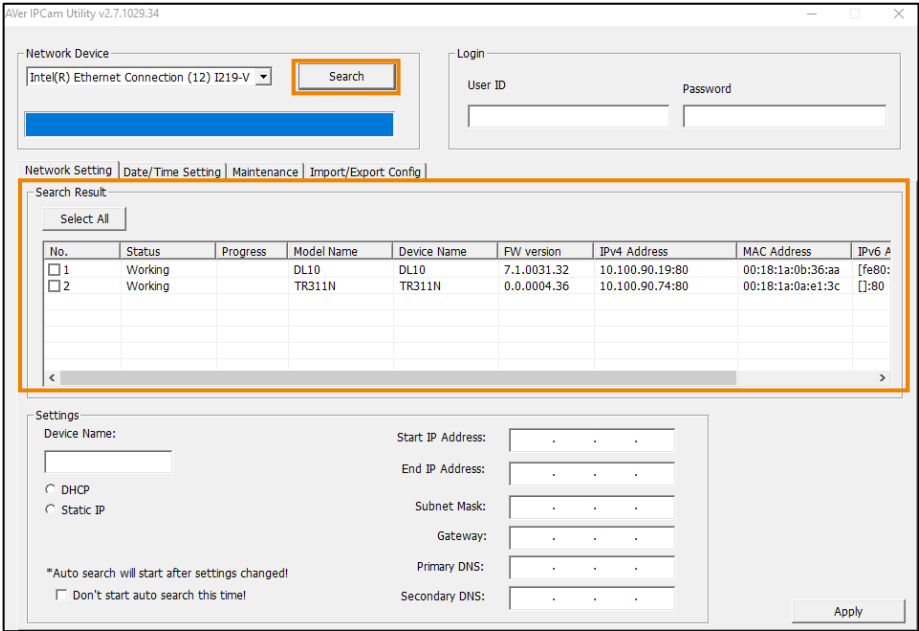 AVer IPCam Utility v2.7.1029.34
Network Device
Intel(R) Ethernet Connection (12) I219-V
Search
Login
User ID
Password
Network Setting Date/Time Setting Maintenance Import/Export Config
Search Result
Select All
No. Status Progress Model Name Device Name FW version IPv4 Address MAC Address IPv6 A
1 Working DL10 DL10 7.1.0031.32 10.100.90.19:80 00:18:1a:0b:36:aa [fe80:
2 Working TR311N TR311N 0.0.0004.36 10.100.90.74:80 00:18:1a:0a:e1:3c []:80
Settings
Device Name:
DHCP
Static IP
*Auto search will start after settings changed!
Don't start auto search this time!
Start IP Address: . . .
End IP Address: . . .
Subnet Mask: . . .
Gateway: . . .
Primary DNS: . . .
Secondary DNS: . . .
Apply